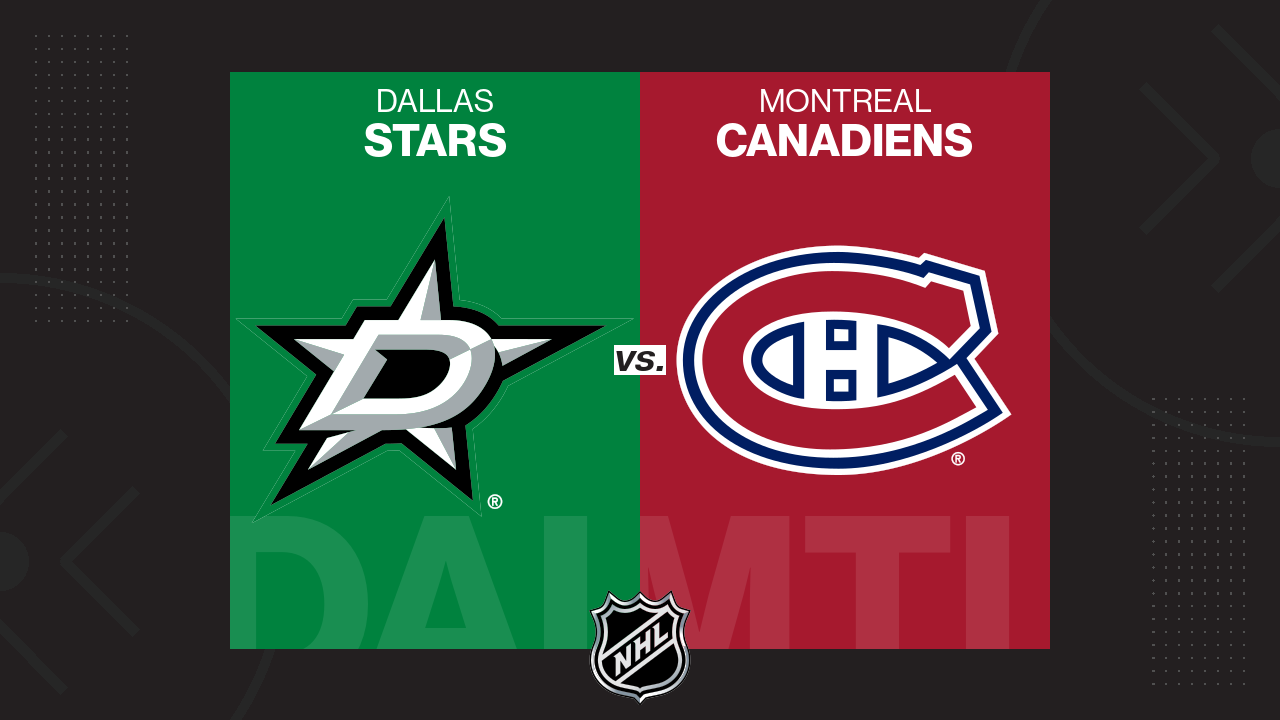 DALLAS
STARS
MONTREAL
CANADIENS
vs.
®
®
DAL
MTL
NHL